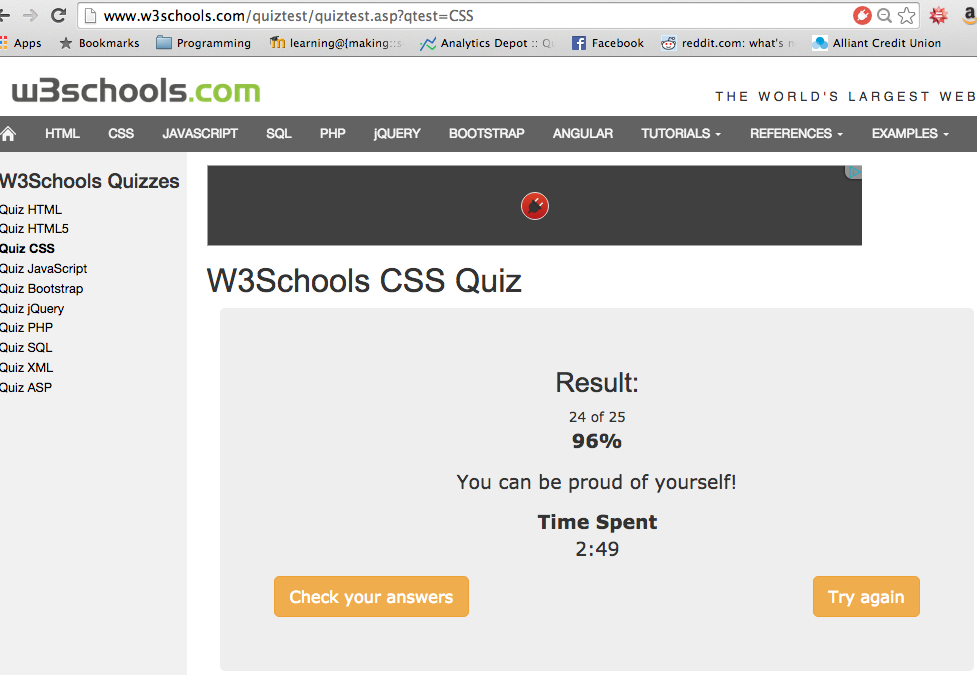 www.w3schools.com/quiztest/quiztest.asp?qtest=CSS
Apps Bookmarks Programming learning@{making::s Analytics Depot :: Facebook reddit.com: what's Alliant Credit Union
w3schools.com
THE WORLD'S LARGEST WEB
HTML CSS JAVASCRIPT SQL PHP jQUERY BOOTSTRAP ANGULAR TUTORIALS REFERENCES EXAMPLES
W3Schools Quizzes
Quiz HTML
Quiz HTML5
Quiz CSS
Quiz JavaScript
Quiz Bootstrap
Quiz jQuery
Quiz PHP
Quiz SQL
Quiz XML
Quiz ASP
W3Schools CSS Quiz
Result:
24 of 25
96%
You can be proud of yourself!
Time Spent
2:49
Check your answers Try again